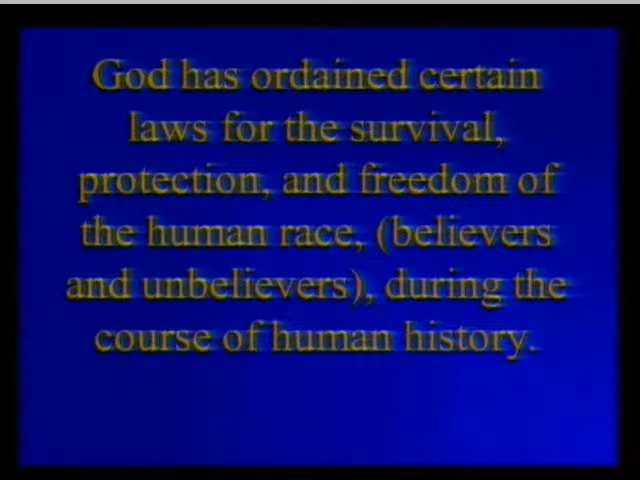 God has ordained certain
laws for the survival,
protection, and freedom of
the human race, (believers
and unbelievers), during the
course of human history.